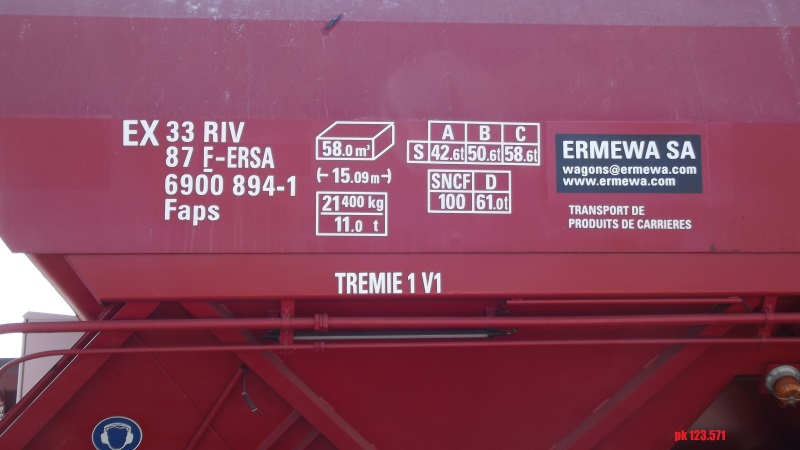 EX 33 RIV
87 F-ERSA
6900 894-1
Faps
58.0 m³
15.09 m
21 400 kg
11.0 t
A B C
S 42.6t 50.6t 58.6t
SNCF D
100 61.0t
ERMEWA SA
wagons@ermewa.com
www.ermewa.com
TRANSPORT DE
PRODUITS DE CARRIERES
TREMIE 1 V1
pk 123.571